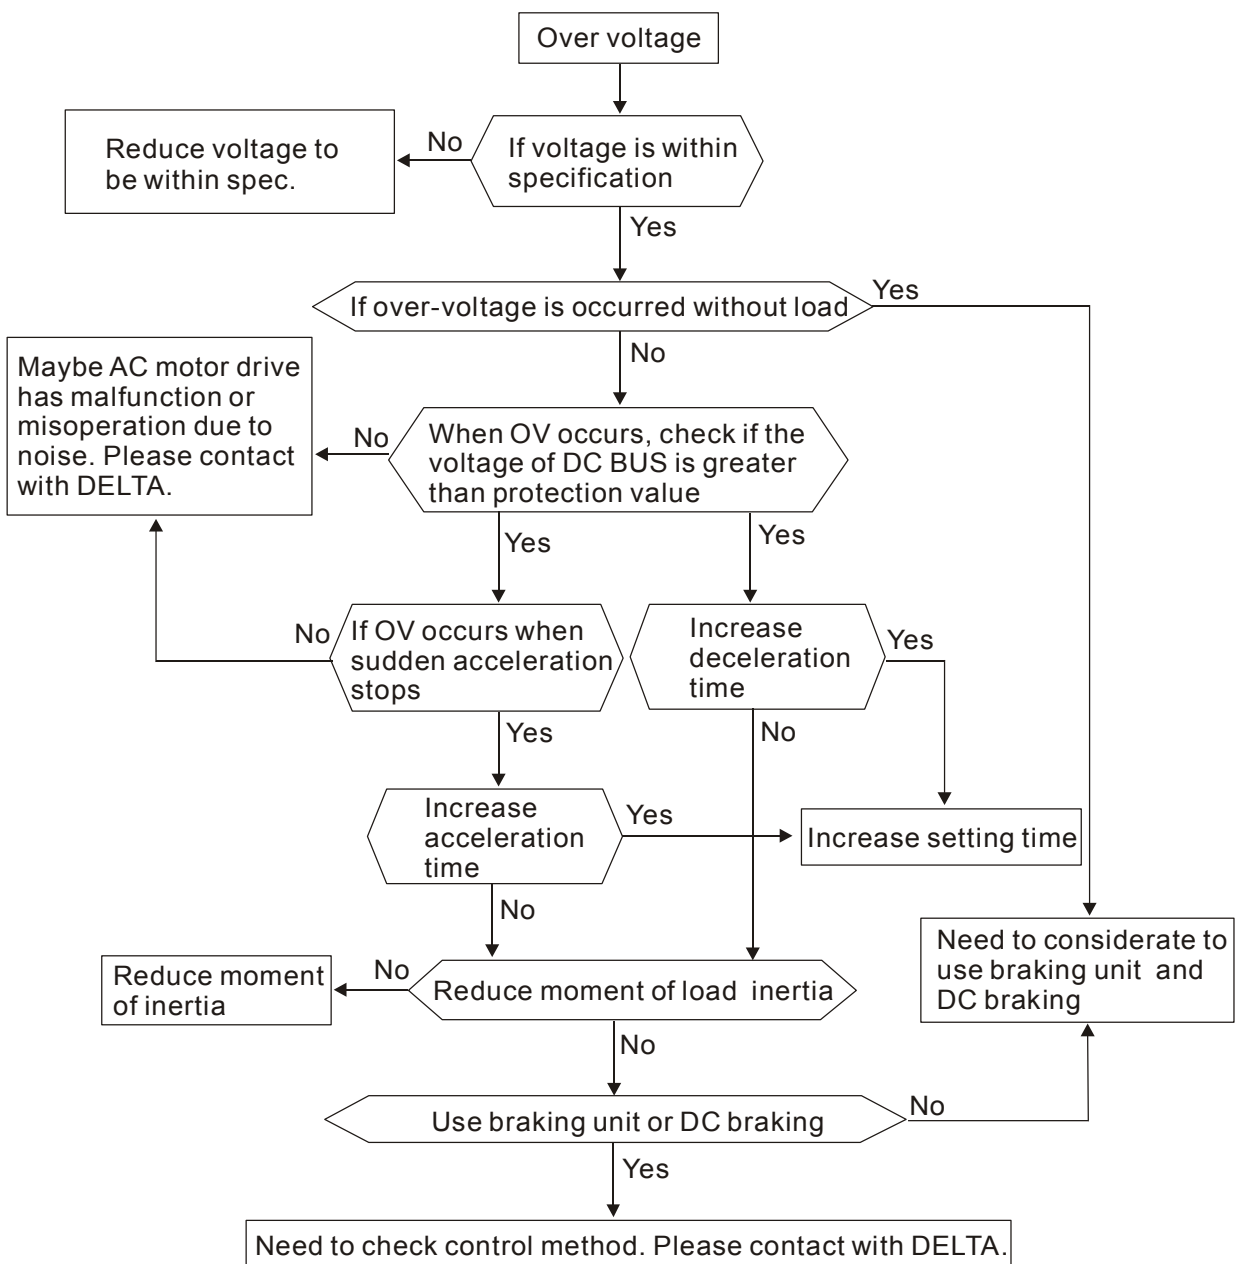 Over voltage
No
If voltage is within
specification
Reduce voltage to
be within spec.
Yes
If over-voltage is occurred without load
Yes
No
Maybe AC motor drive
has malfunction or
misoperation due to
noise. Please contact
with DELTA.
No
When OV occurs, check if the
voltage of DC BUS is greater
than protection value
Yes
Yes
No
If OV occurs when
sudden acceleration
stops
Increase
deceleration
time
Yes
Yes
No
Increase
acceleration
time
Yes
Increase setting time
No
Need to considerate to
use braking unit and
DC braking
Reduce moment
of inertia
No
Reduce moment of load inertia
No
Use braking unit or DC braking
No
Yes
Need to check control method. Please contact with DELTA.